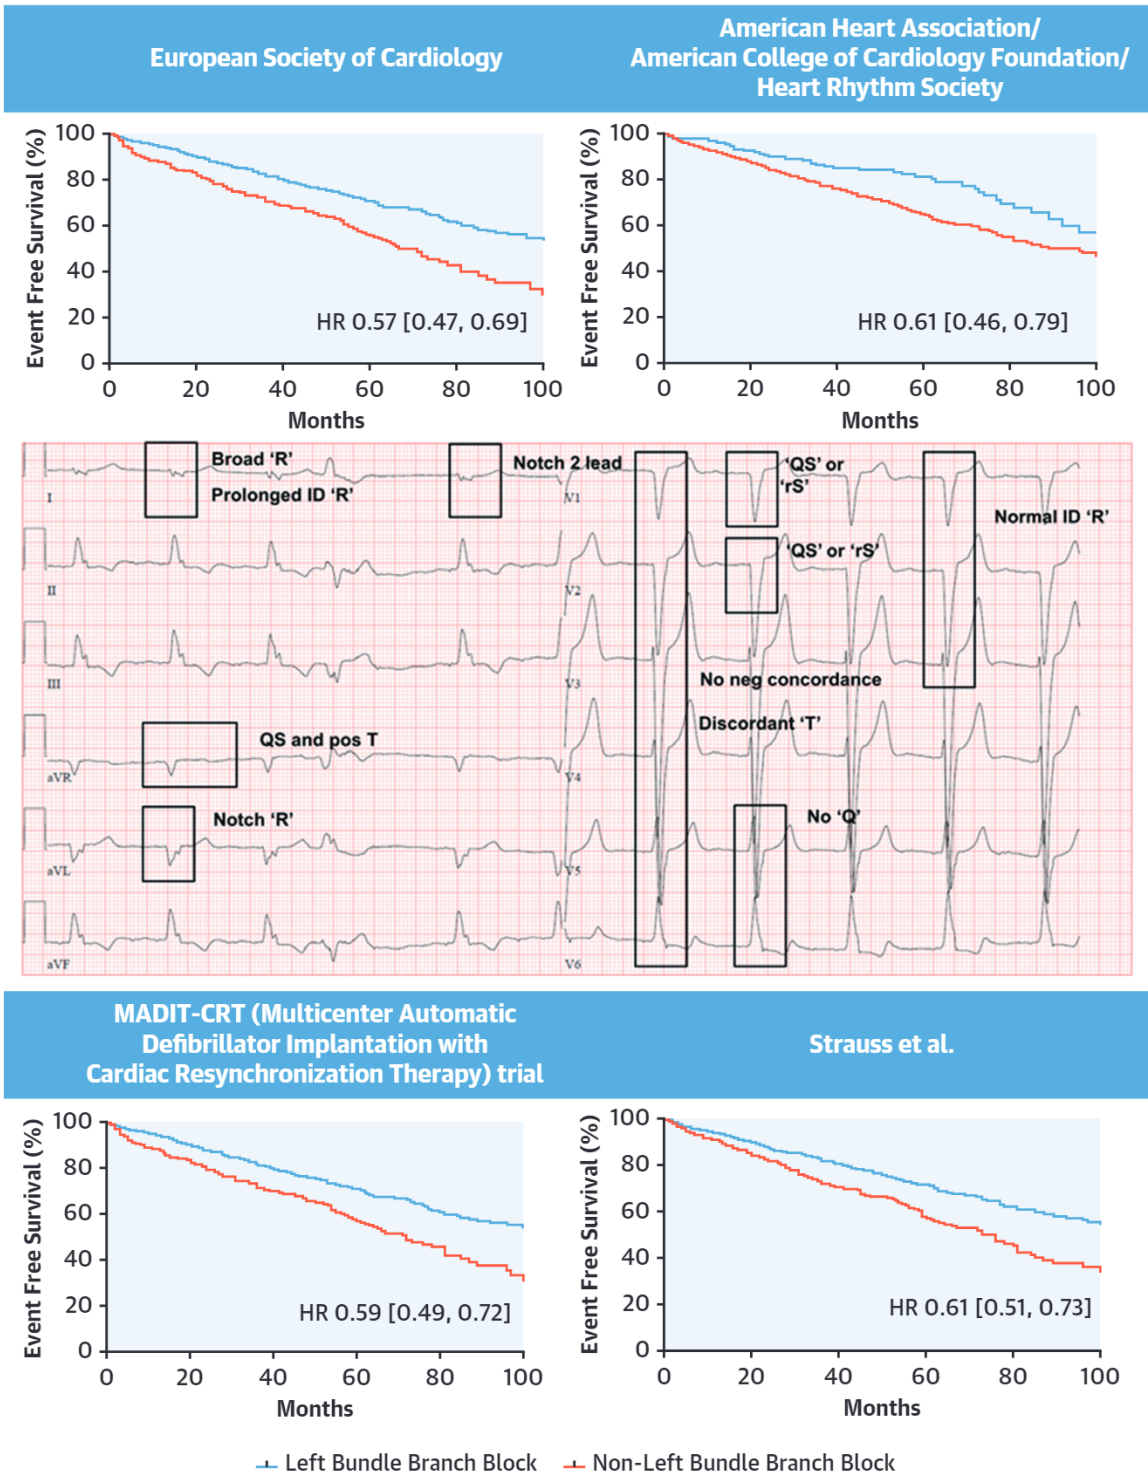 European Society of Cardiology
American Heart Association/
American College of Cardiology Foundation/
Heart Rhythm Society
Event Free Survival (%)
100
80
60
40
20
0
HR 0.57 [0.47, 0.69]
0 20 40 60 80 100
Months
Event Free Survival (%)
100
80
60
40
20
0
HR 0.61 [0.46, 0.79]
0 20 40 60 80 100
Months
Broad ‘R’
Prolonged ID ‘R’
Notch 2 lead
‘QS’ or
‘rS’
Normal ID ‘R’
I
V1
‘QS’ or ‘rS’
II
V2
III
V3
No neg concordance
Discordant ‘T’
QS and pos T
aVR
V4
Notch ‘R’
No ‘Q’
aVL
V5
aVF
V6
MADIT-CRT (Multicenter Automatic
Defibrillator Implantation with
Cardiac Resynchronization Therapy) trial
Strauss et al.
Event Free Survival (%)
100
80
60
40
20
0
HR 0.59 [0.49, 0.72]
0 20 40 60 80 100
Months
Event Free Survival (%)
100
80
60
40
20
0
HR 0.61 [0.51, 0.73]
0 20 40 60 80 100
Months
Left Bundle Branch Block
Non-Left Bundle Branch Block